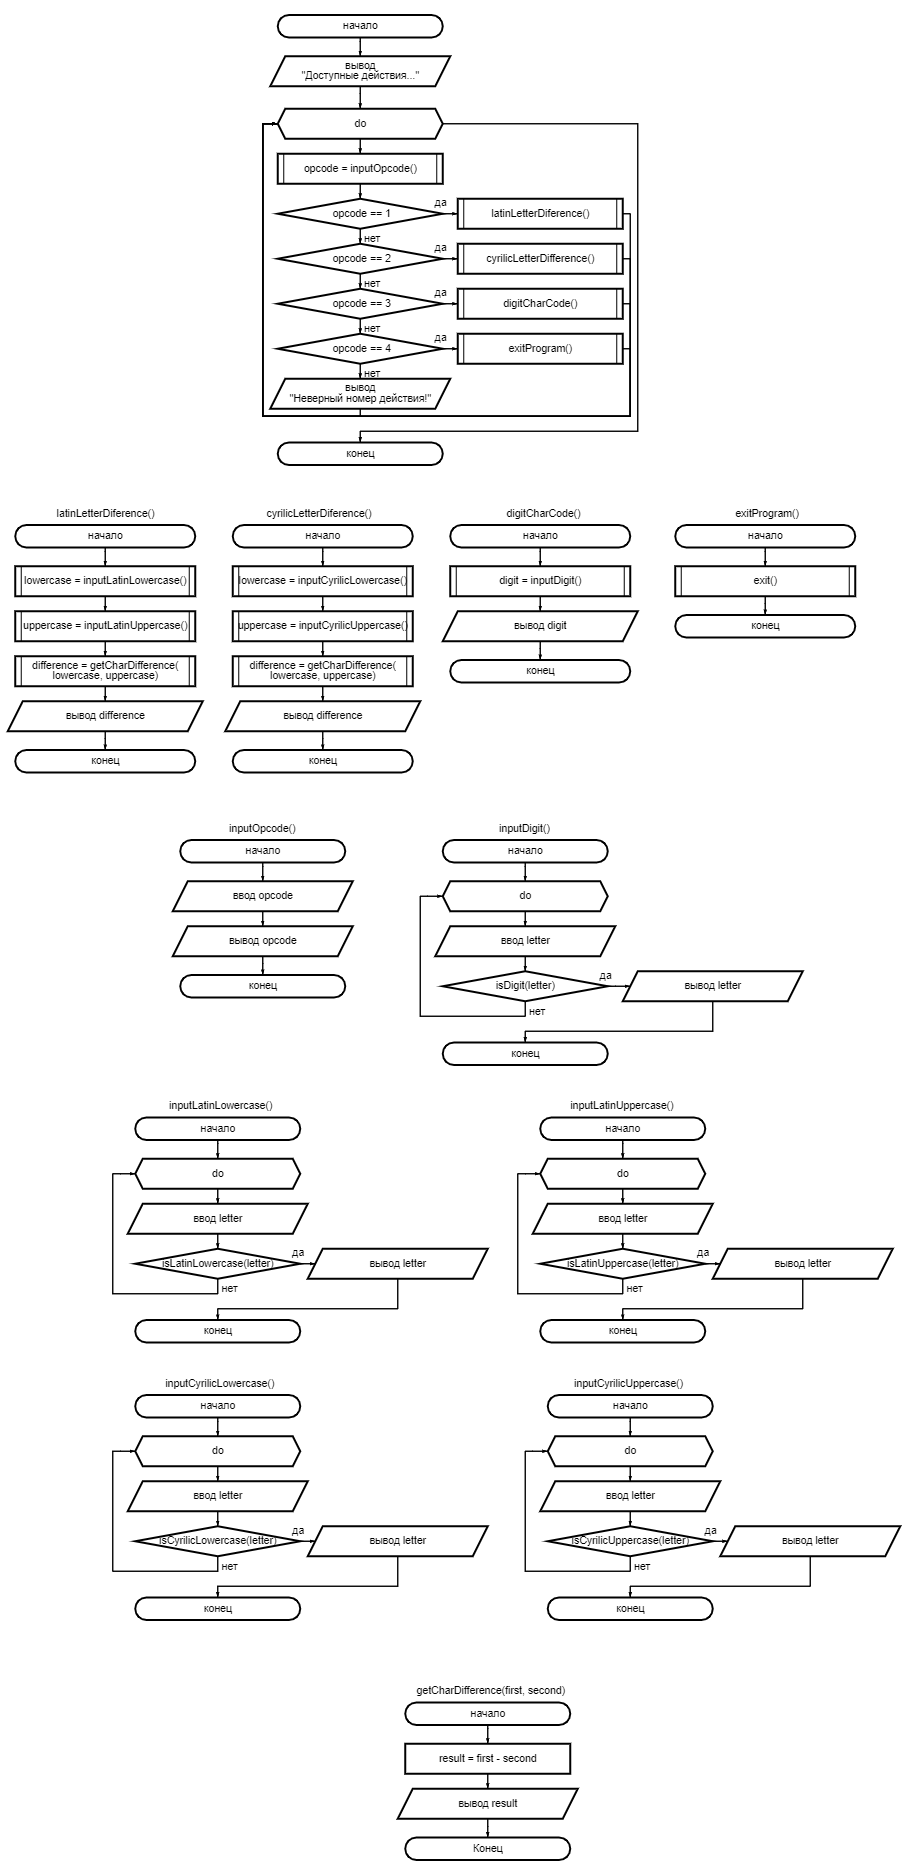 начало
вывод
"Доступные действия..."
do
opcode = inputOpcode()
opcode == 1
да
latinLetterDiference()
нет
opcode == 2
да
cyrilicLetterDifference()
нет
opcode == 3
да
digitCharCode()
нет
opcode == 4
да
exitProgram()
нет
вывод
"Неверный номер действия!"
конец
latinLetterDiference()
начало
lowercase = inputLatinLowercase()
uppercase = inputLatinUppercase()
difference = getCharDifference(
lowercase, uppercase)
вывод difference
конец
cyrilicLetterDiference()
начало
lowercase = inputCyrilicLowercase()
uppercase = inputCyrilicUppercase()
difference = getCharDifference(
lowercase, uppercase)
вывод difference
конец
digitCharCode()
начало
digit = inputDigit()
вывод digit
конец
exitProgram()
начало
exit()
конец
inputOpcode()
начало
ввод opcode
вывод opcode
конец
inputDigit()
начало
do
ввод letter
isDigit(letter)
да
вывод letter
нет
конец
inputLatinLowercase()
начало
do
ввод letter
isLatinLowercase(letter)
да
вывод letter
нет
конец
inputLatinUppercase()
начало
do
ввод letter
isLatinUppercase(letter)
да
вывод letter
нет
конец
inputCyrilicLowercase()
начало
do
ввод letter
isCyrilicLowercase(letter)
да
вывод letter
нет
конец
inputCyrilicUppercase()
начало
do
ввод letter
isCyrilicUppercase(letter)
да
вывод letter
нет
конец
getCharDifference(first, second)
начало
result = first - second
вывод result
Конец